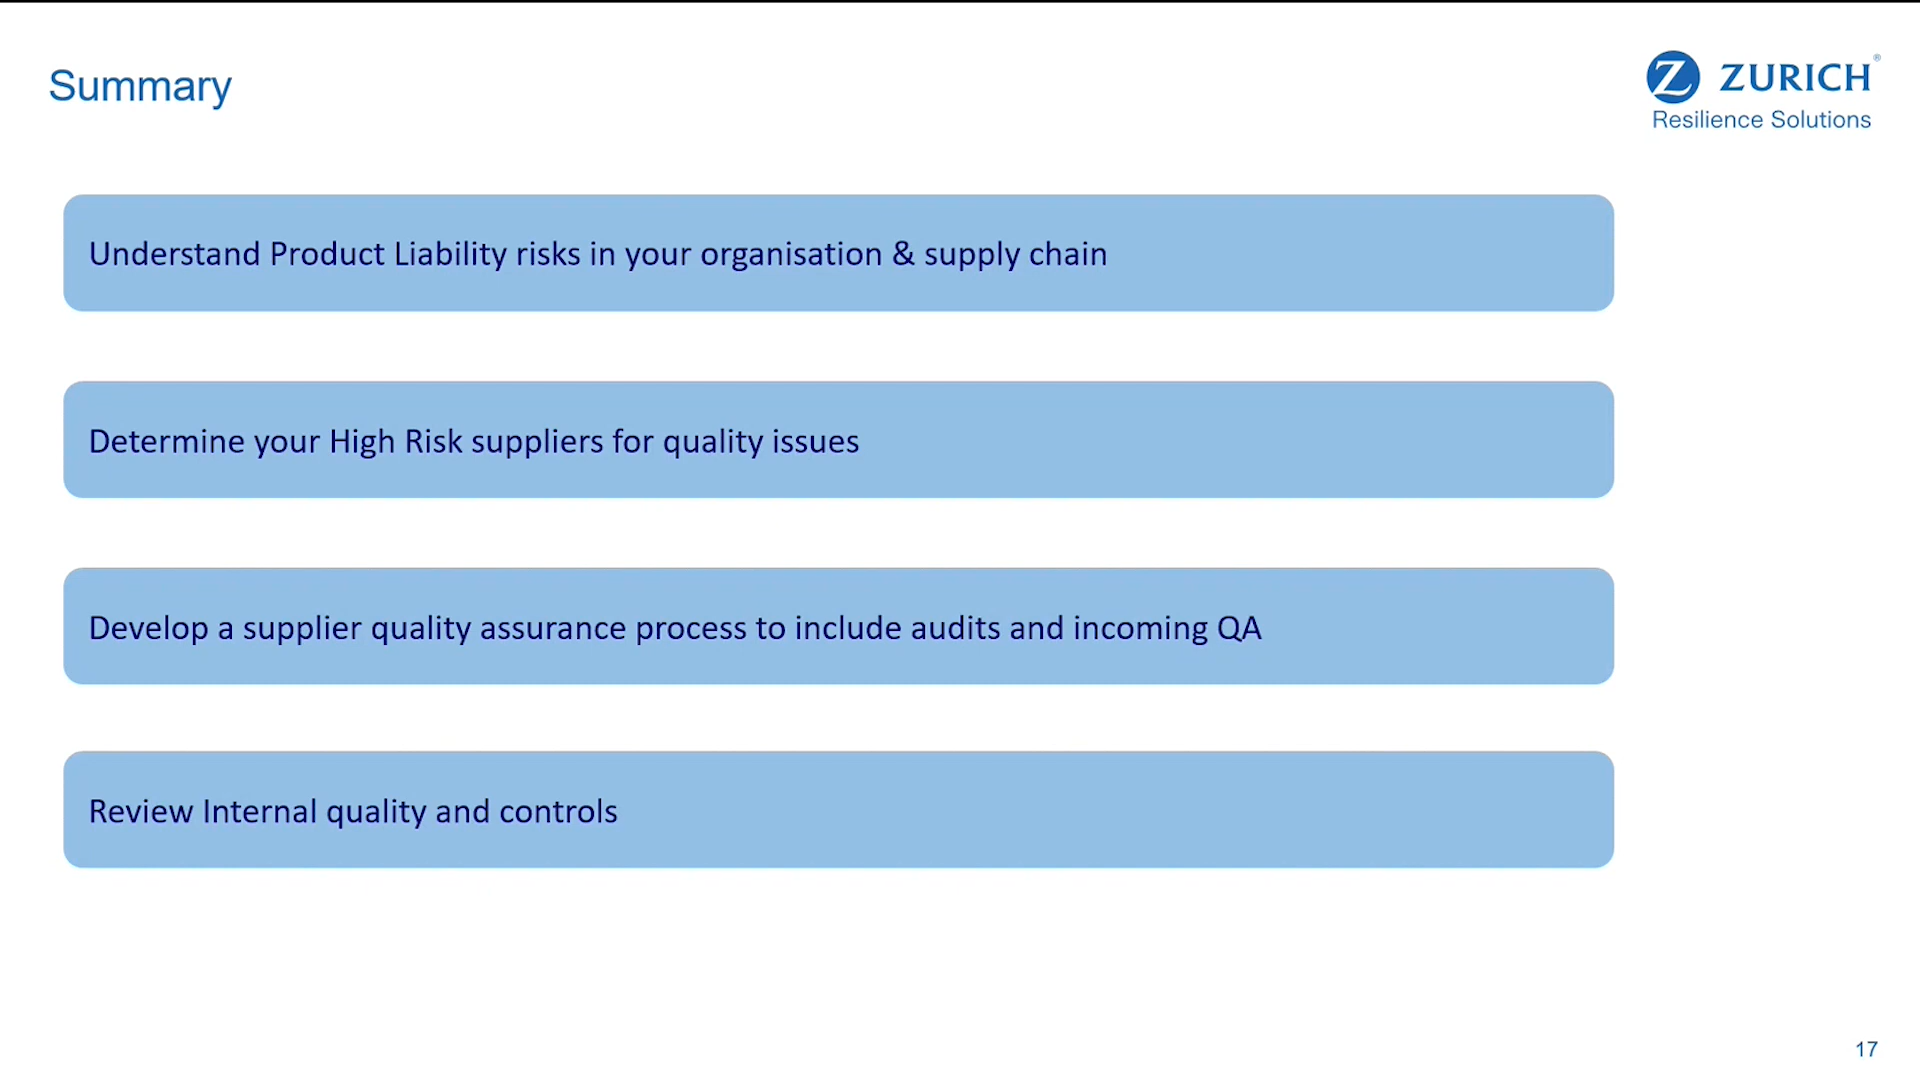 Summary
Z ZURICH®
Resilience Solutions
Understand Product Liability risks in your organisation & supply chain
Determine your High Risk suppliers for quality issues
Develop a supplier quality assurance process to include audits and incoming QA
Review Internal quality and controls
17